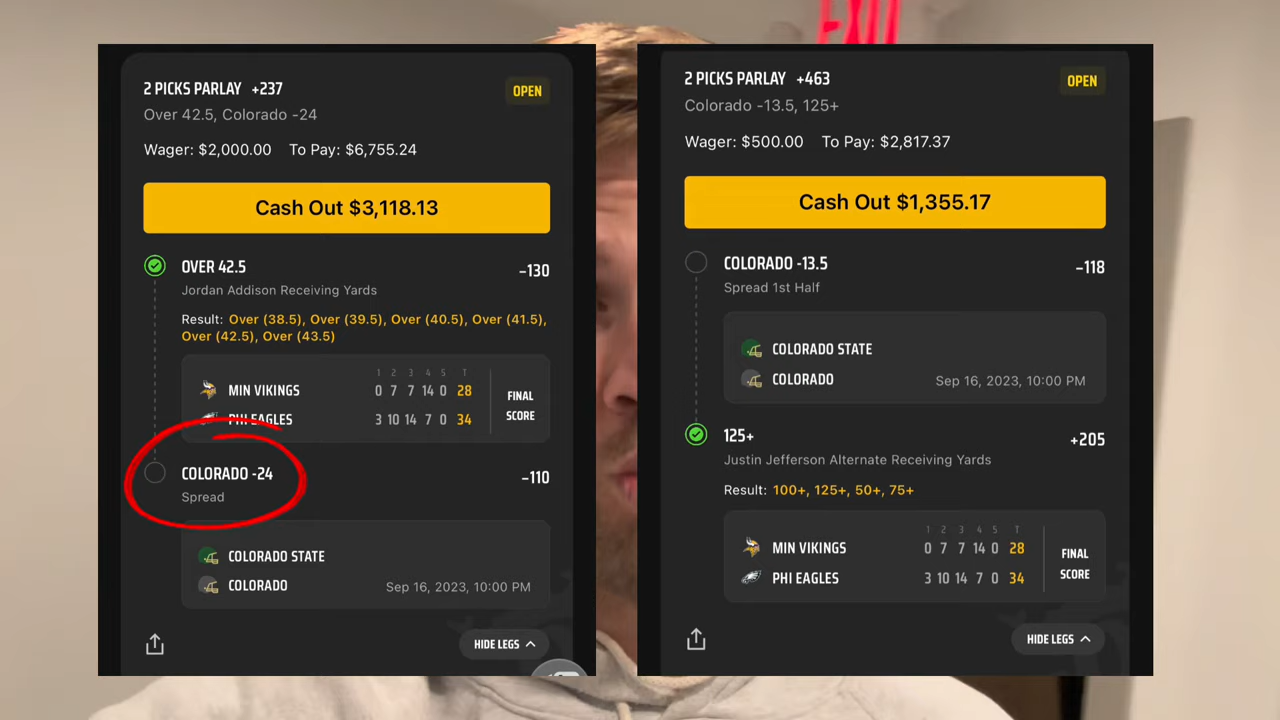 EXIT
2 PICKS PARLAY +237
OPEN
Over 42.5, Colorado -24
Wager: $2,000.00 To Pay: $6,755.24
Cash Out $3,118.13
OVER 42.5
-130
Jordan Addison Receiving Yards
Result: Over (38.5), Over (39.5), Over (40.5), Over (41.5),
Over (42.5), Over (43.5)
1 2 3 4 5 T
MIN VIKINGS 0 7 7 14 0 28
PHI EAGLES 3 10 14 7 0 34
FINAL
SCORE
COLORADO -24
-110
Spread
COLORADO STATE
COLORADO
Sep 16, 2023, 10:00 PM
HIDE LEGS
2 PICKS PARLAY +463
OPEN
Colorado -13.5, 125+
Wager: $500.00 To Pay: $2,817.37
Cash Out $1,355.17
COLORADO -13.5
-118
Spread 1st Half
COLORADO STATE
COLORADO
Sep 16, 2023, 10:00 PM
125+
+205
Justin Jefferson Alternate Receiving Yards
Result: 100+, 125+, 50+, 75+
1 2 3 4 5 T
MIN VIKINGS 0 7 7 14 0 28
PHI EAGLES 3 10 14 7 0 34
FINAL
SCORE
HIDE LEGS